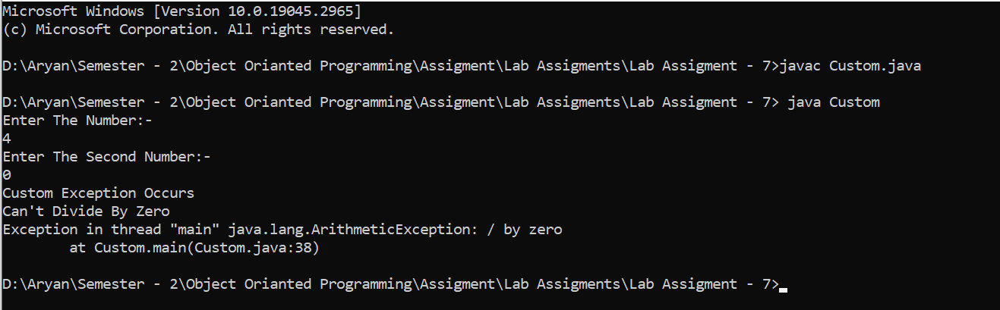 Microsoft Windows [Version 10.0.19045.2965]
(c) Microsoft Corporation. All rights reserved.
D:\Aryan\Semester - 2\Object Orianted Programming\Assigment\Lab Assigments\Lab Assigment - 7>javac Custom.java
D:\Aryan\Semester - 2\Object Orianted Programming\Assigment\Lab Assigments\Lab Assigment - 7> java Custom
Enter The Number:-
4
Enter The Second Number:-
0
Custom Exception Occurs
Can't Divide By Zero
Exception in thread "main" java.lang.ArithmeticException: / by zero
        at Custom.main(Custom.java:38)
D:\Aryan\Semester - 2\Object Orianted Programming\Assigment\Lab Assigments\Lab Assigment - 7>